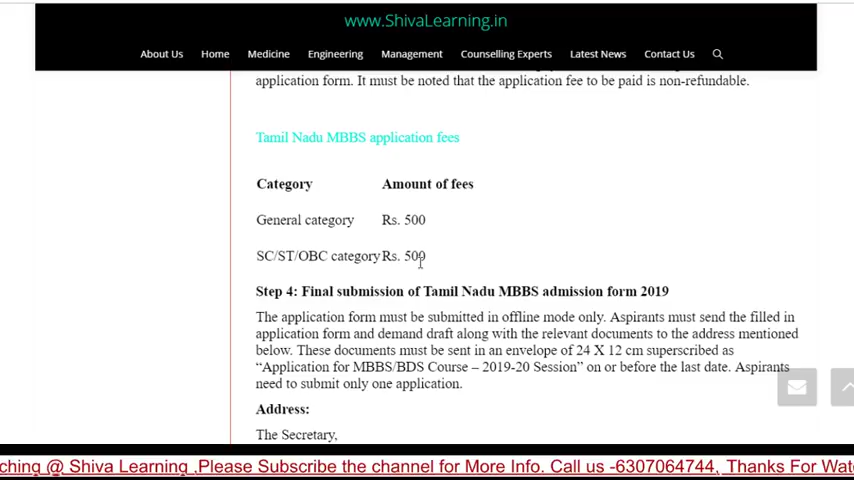 www.ShivaLearning.in
About Us Home Medicine Engineering Management Counselling Experts Latest News Contact Us
application form. It must be noted that the application fee to be paid is non-refundable.
Tamil Nadu MBBS application fees
Category Amount of fees
General category Rs. 500
SC/ST/OBC category Rs. 500
Step 4: Final submission of Tamil Nadu MBBS admission form 2019
The application form must be submitted in offline mode only. Aspirants must send the filled in
application form and demand draft along with the relevant documents to the address mentioned
below. These documents must be sent in an envelope of 24 X 12 cm superscribed as
“Application for MBBS/BDS Course – 2019-20 Session” on or before the last date. Aspirants
need to submit only one application.
Address:
The Secretary,
ching @ Shiva Learning ,Please Subscribe the channel for More Info. Call us -6307064744, Thanks For Wat